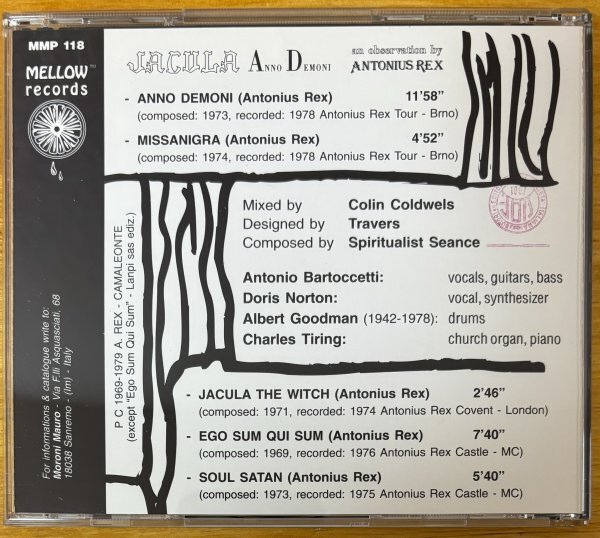 MMP 118
MELLOW™
records
JACULA Anno Demoni an observation by
ANTONIUS REX
- ANNO DEMONI (Antonius Rex) 11'58"
(composed: 1973, recorded: 1978 Antonius Rex Tour - Brno)
- MISSANIGRA (Antonius Rex) 4'52"
(composed: 1974, recorded: 1978 Antonius Rex Tour - Brno)
Mixed by Colin Coldwels
Designed by Travers
Composed by Spiritualist Seance
Antonio Bartoccetti: vocals, guitars, bass
Doris Norton: vocal, synthesizer
Albert Goodman (1942-1978): drums
Charles Tiring: church organ, piano
- JACULA THE WITCH (Antonius Rex) 2'46"
(composed: 1971, recorded: 1974 Antonius Rex Covent - London)
- EGO SUM QUI SUM (Antonius Rex) 7'40"
(composed: 1969, recorded: 1976 Antonius Rex Castle - MC)
- SOUL SATAN (Antonius Rex) 5'40"
(composed: 1973, recorded: 1975 Antonius Rex Castle - MC)
P C 1969-1979 A. REX - CAMALEONTE
(except "Ego Sum Qui Sum" - Lanpi sas ediz.)
For informations & catalogue write to:
Moroni Mauro - Via F.lli Asquasciati, 68
18038 Sanremo - (Im) - Italy